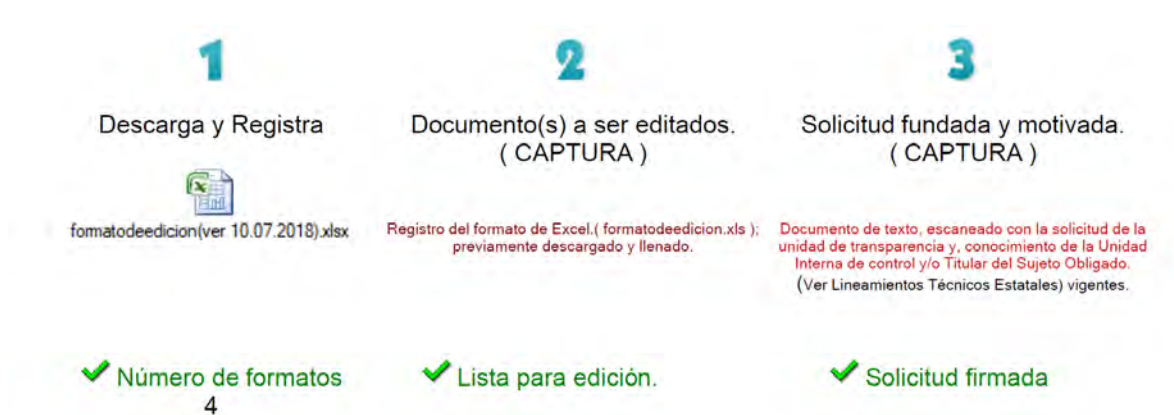 1
Descarga y Registra
formatodeedicion(ver 10.07.2018).xlsx
Número de formatos
4
2
Documento(s) a ser editados.
( CAPTURA )
Registro del formato de Excel.( formatodeedicion.xls );
previamente descargado y llenado.
Lista para edición.
3
Solicitud fundada y motivada.
( CAPTURA )
Documento de texto, escaneado con la solicitud de la
unidad de transparencia y, conocimiento de la Unidad
Interna de control y/o Titular del Sujeto Obligado.
(Ver Lineamientos Técnicos Estatales) vigentes.
Solicitud firmada